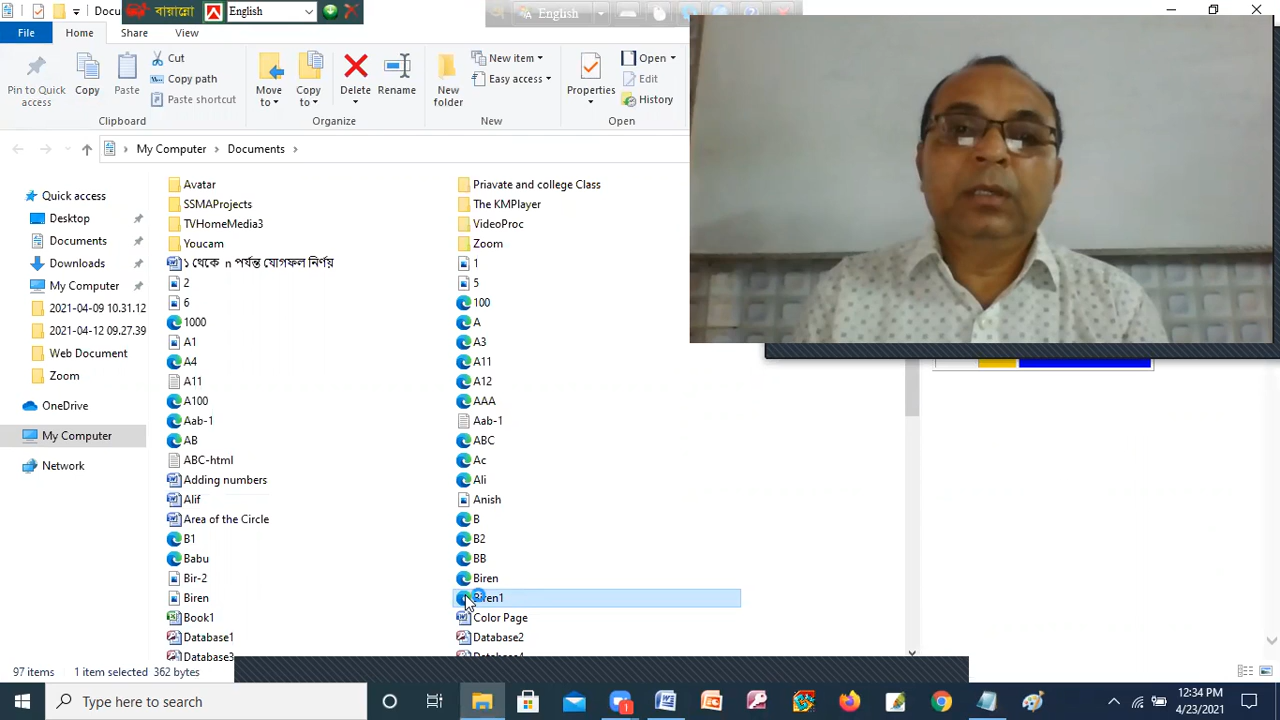 Docu
বায়ান্নো
English
English
File
Home
Share
View
Pin to Quick access
Copy
Paste
Cut
Copy path
Paste shortcut
Clipboard
Move to
Copy to
Delete
Rename
Organize
New folder
New item
Easy access
New
Properties
Open
Edit
History
Open
My Computer
Documents
Quick access
Desktop
Documents
Downloads
My Computer
2021-04-09 10.31.12
2021-04-12 09.27.39
Web Document
Zoom
OneDrive
My Computer
Network
Avatar
SSMAProjects
TVHomeMedia3
Youcam
১ থেকে n পর্যন্ত যোগফল নির্ণয়
2
6
1000
A1
A4
A11
A100
Aab-1
AB
ABC-html
Adding numbers
Alif
Area of the Circle
B1
Babu
Bir-2
Biren
Book1
Database1
Database3
Priavate and college Class
The KMPlayer
VideoProc
Zoom
1
5
100
A
A3
A11
A12
AAA
Aab-1
ABC
Ac
Ali
Anish
B
B2
BB
Biren
Biren1
Color Page
Database2
Database4
97 items
1 item selected 362 bytes
Type here to search
1
12:34 PM
4/23/2021